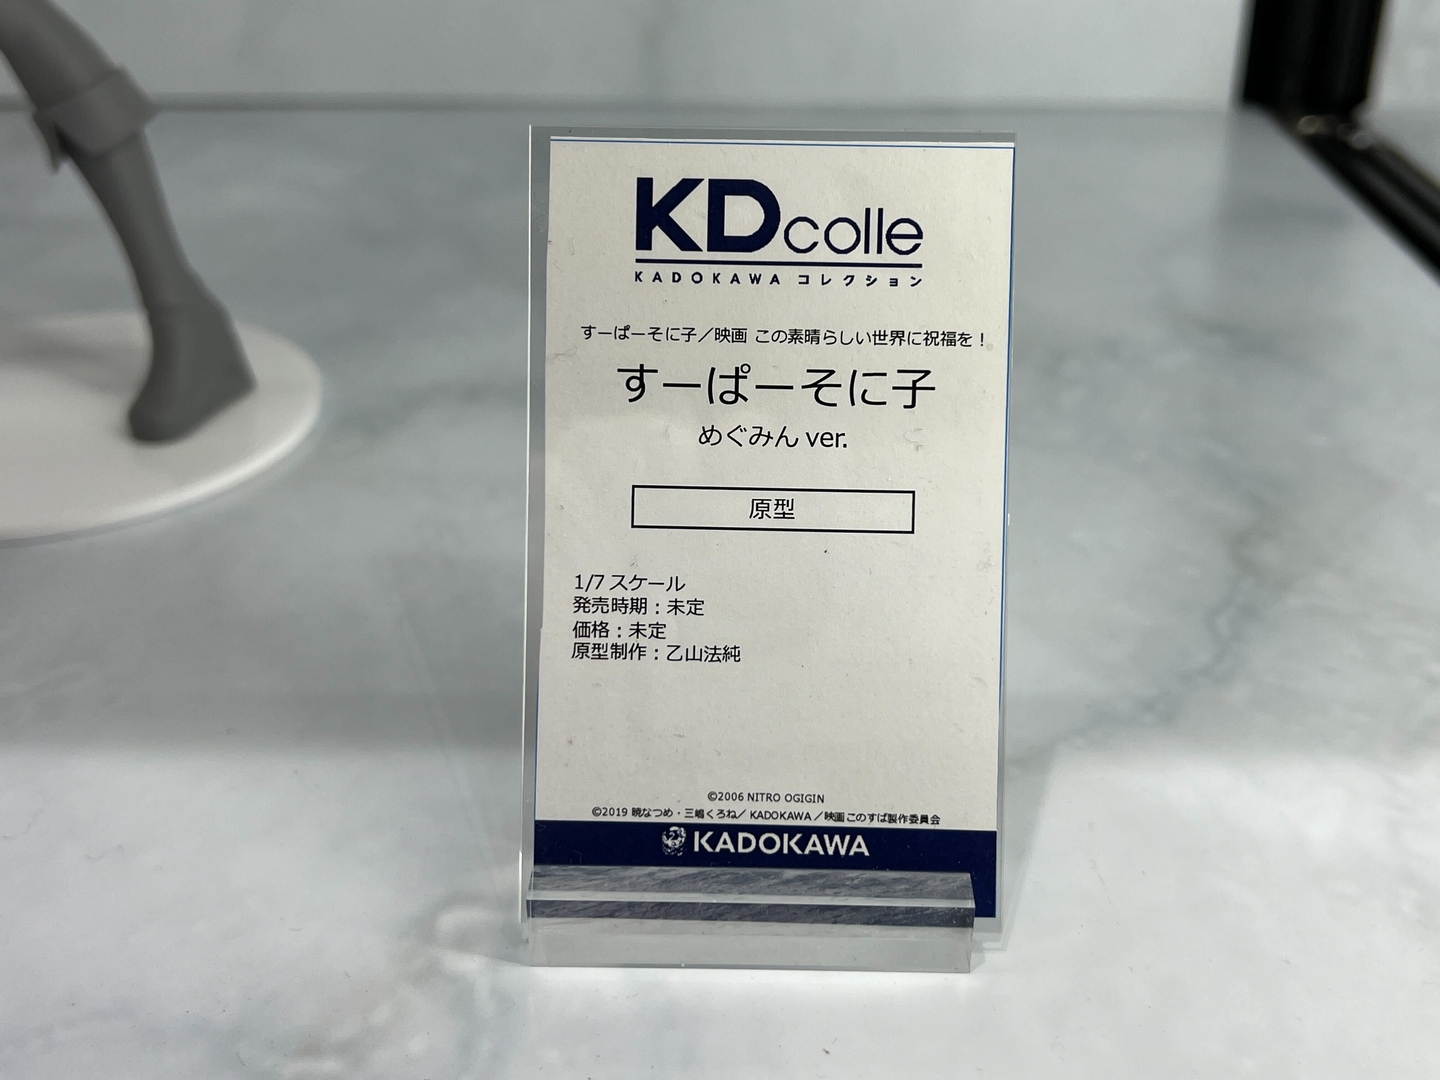 KDcolle
KADOKAWA コレクション
すーぱーそに子／映画 この素晴らしい世界に祝福を！
すーぱーそに子
めぐみん ver.
原型
1/7 スケール
発売時期：未定
価格：未定
原型制作：乙山法純
©2006 NITRO OGIGIN
©2019 暁なつめ・三嶋くろね／KADOKAWA／映画このすば製作委員会
KADOKAWA